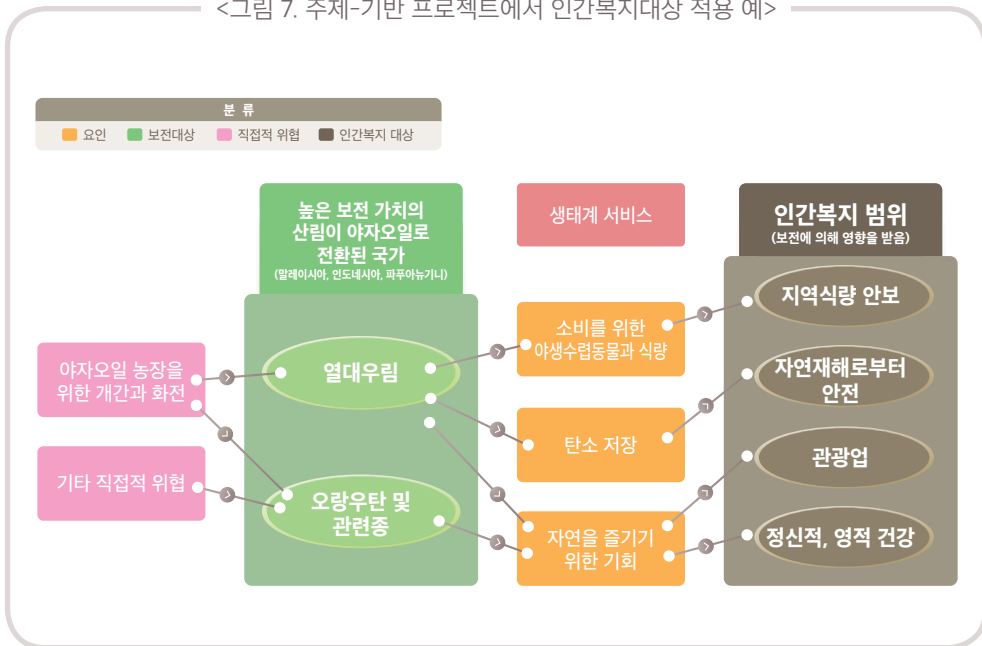 <그림 7. 주제-기반 프로젝트에서 인간복지대상 적용 예>
분 류
요인
보전대상
직접적 위협
인간복지 대상
야자오일 농장을
위한 개간과 화전
기타 직접적 위협
높은 보전 가치의
산림이 야자오일로
전환된 국가
(말레이시아, 인도네시아, 파푸아뉴기니)
열대우림
오랑우탄 및
관련종
생태계 서비스
소비를 위한
야생수렵동물과 식량
탄소 저장
자연을 즐기기
위한 기회
인간복지 범위
(보전에 의해 영향을 받음)
지역식량 안보
자연재해로부터
안전
관광업
정신적, 영적 건강